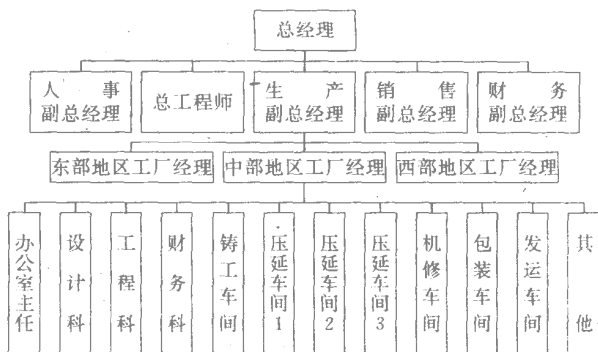 总经理
人事
副总经理
总工程师
生产
副总经理
销售
副总经理
财务
副总经理
东部地区工厂经理
中部地区工厂经理
西部地区工厂经理
办公室主任
设计科
工程科
财务科
铸工车间
压延车间1
压延车间2
压延车间3
机修车间
包装车间
发运车间
其他